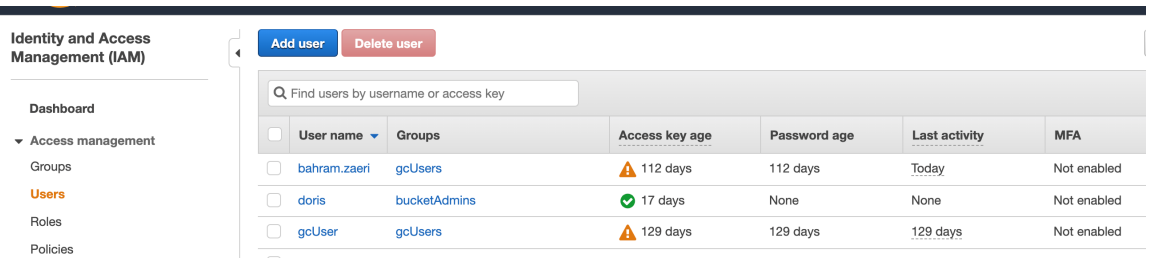 Identity and Access
Management (IAM)
Dashboard
Access management
Groups
Users
Roles
Policies
Add user Delete user
Find users by username or access key
User name Groups Access key age Password age Last activity MFA
bahram.zaeri gcUsers 112 days 112 days Today Not enabled
doris bucketAdmins 17 days None None Not enabled
gcUser gcUsers 129 days 129 days 129 days Not enabled